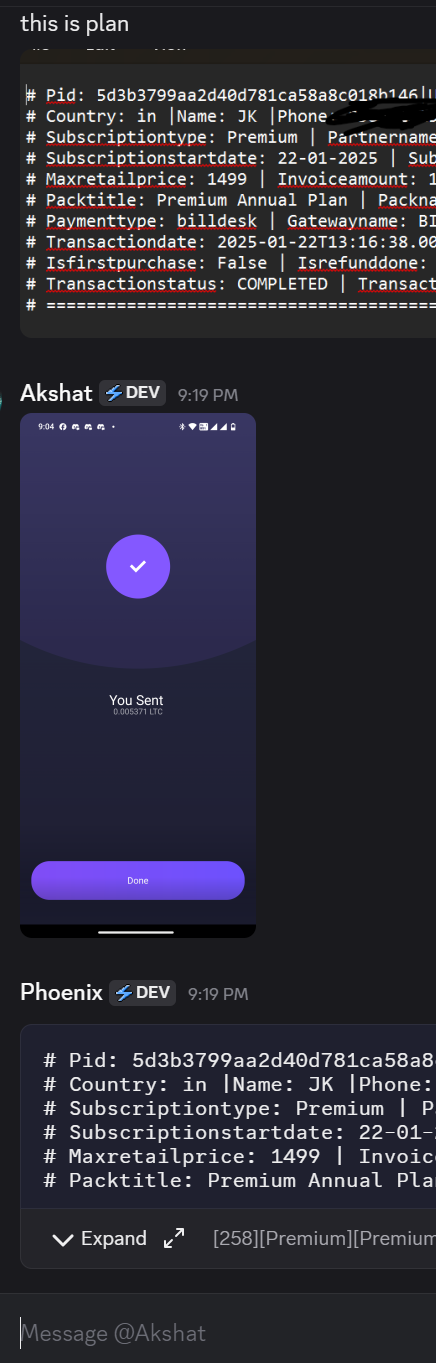 this is plan
# Pid: 5d3b3799aa2d40d781ca58a8c018b146|U
# Country: in |Name: JK |Phone:
# Subscriptiontype: Premium | Partnername
# Subscriptionstartdate: 22-01-2025 | Sub
# Maxretailprice: 1499 | Invoiceamount: 1
# Packtitle: Premium Annual Plan | Packna
# Paymenttype: billdesk | Gatewayname: BI
# Transactiondate: 2025-01-22T13:16:38.00
# Isfirstpurchase: False | Isrefunddone:
# Transactionstatus: COMPLETED | Transact
# =======================================
Akshat ⚡DEV 9:19 PM
9:04
You Sent
0.005371 LTC
Done
Phoenix ⚡DEV 9:19 PM
# Pid: 5d3b3799aa2d40d781ca58a8
# Country: in |Name: JK |Phone:
# Subscriptiontype: Premium | P
# Subscriptionstartdate: 22-01-
# Maxretailprice: 1499 | Invoic
# Packtitle: Premium Annual Pla
Expand [258][Premium][Premium
Message @Akshat